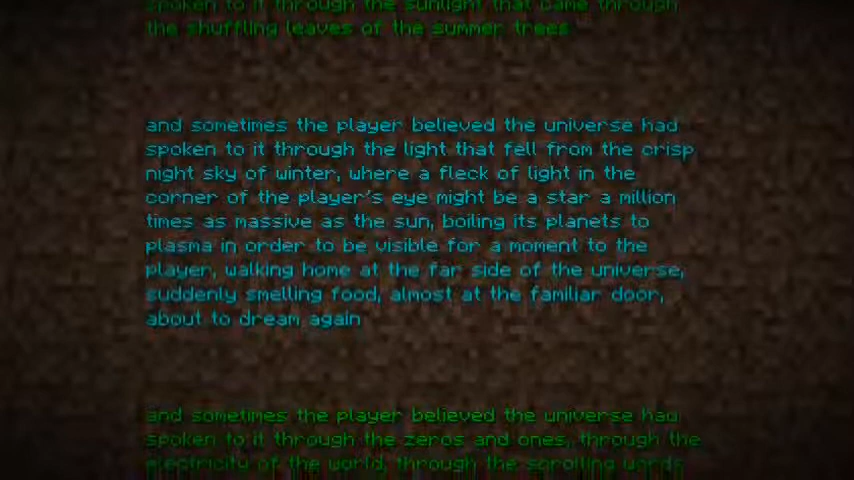 spoken to it through the sunlight that came through
the shuffling leaves of the summer trees
and sometimes the player believed the universe had
spoken to it through the light that fell from the crisp
night sky of winter, where a fleck of light in the
corner of the player's eye might be a star a million
times as massive as the sun, boiling its planets to
plasma in order to be visible for a moment to the
player, walking home at the far side of the universe,
suddenly smelling food, almost at the familiar door,
about to dream again
and sometimes the player believed the universe had
spoken to it through the zeros and ones, through the
electricity of the world, through the scrolling words